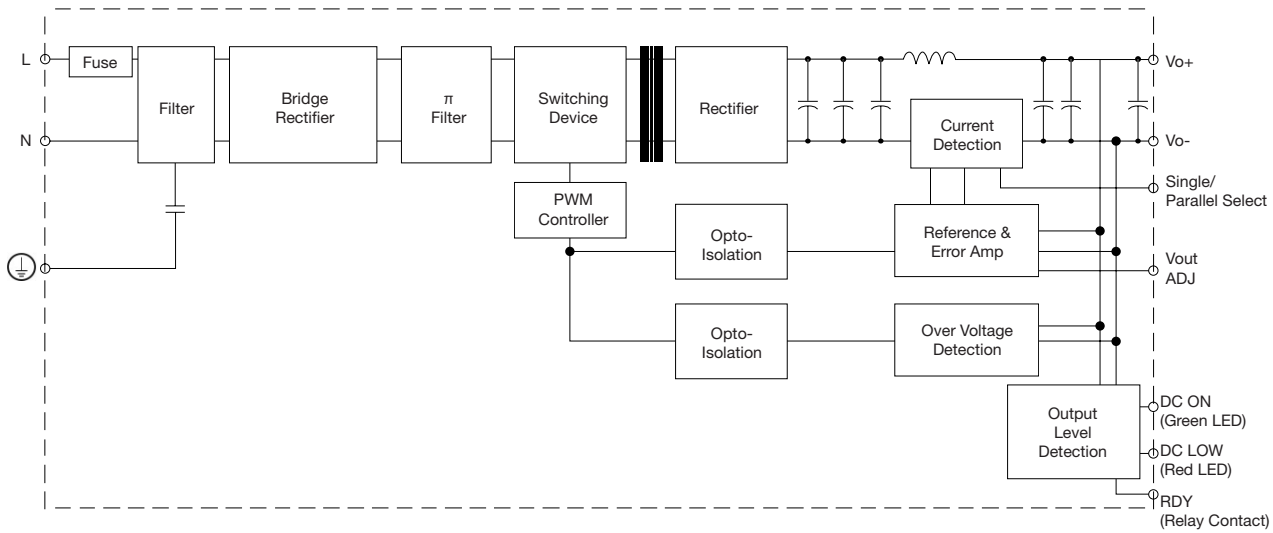 L
Fuse
Filter
Bridge
Rectifier
π
Filter
Switching
Device
Rectifier
Current
Detection
Vo+
N
Vo-
Single/
Parallel Select
PWM
Controller
Opto-
Isolation
Reference &
Error Amp
Vout
ADJ
Opto-
Isolation
Over Voltage
Detection
Output
Level
Detection
DC ON
(Green LED)
DC LOW
(Red LED)
RDY
(Relay Contact)